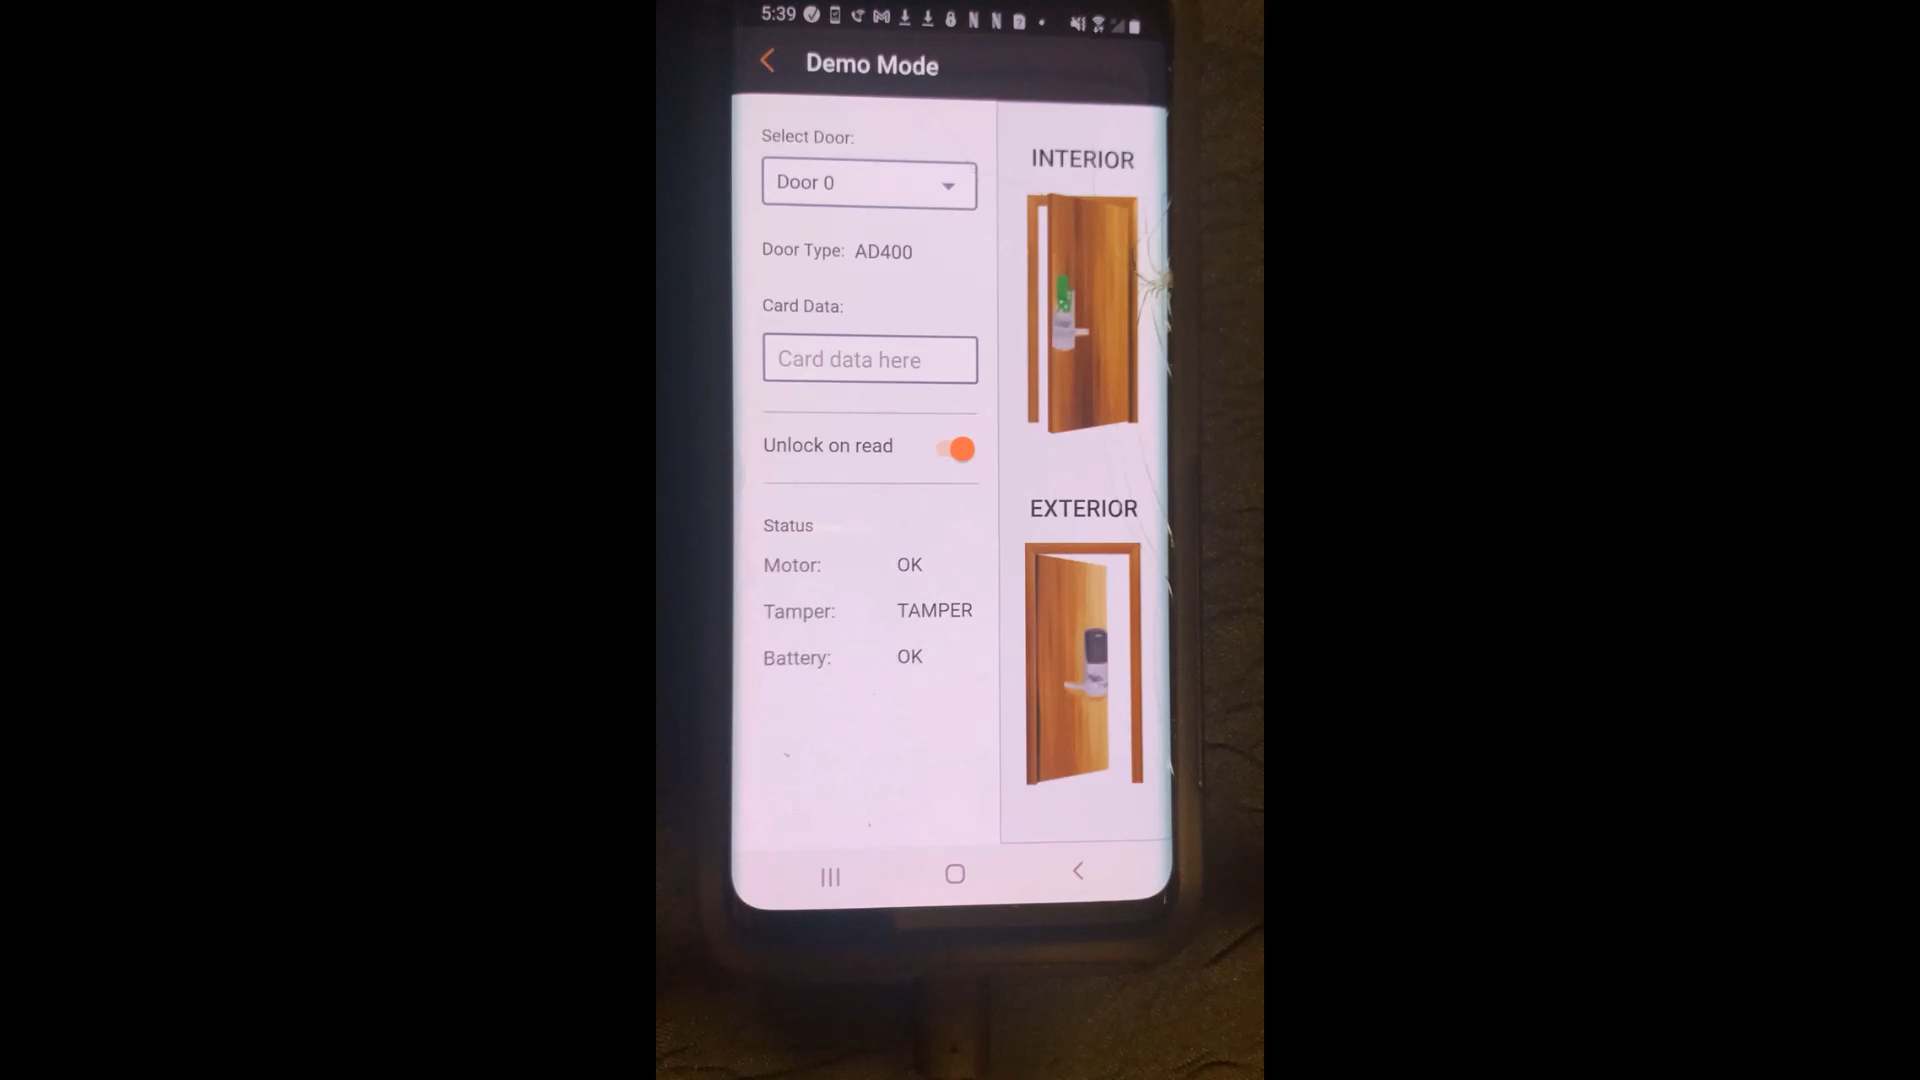 5:39
Demo Mode
Select Door:
Door 0
Door Type: AD400
Card Data:
Card data here
Unlock on read
Status
Motor: OK
Tamper: TAMPER
Battery: OK
INTERIOR
EXTERIOR